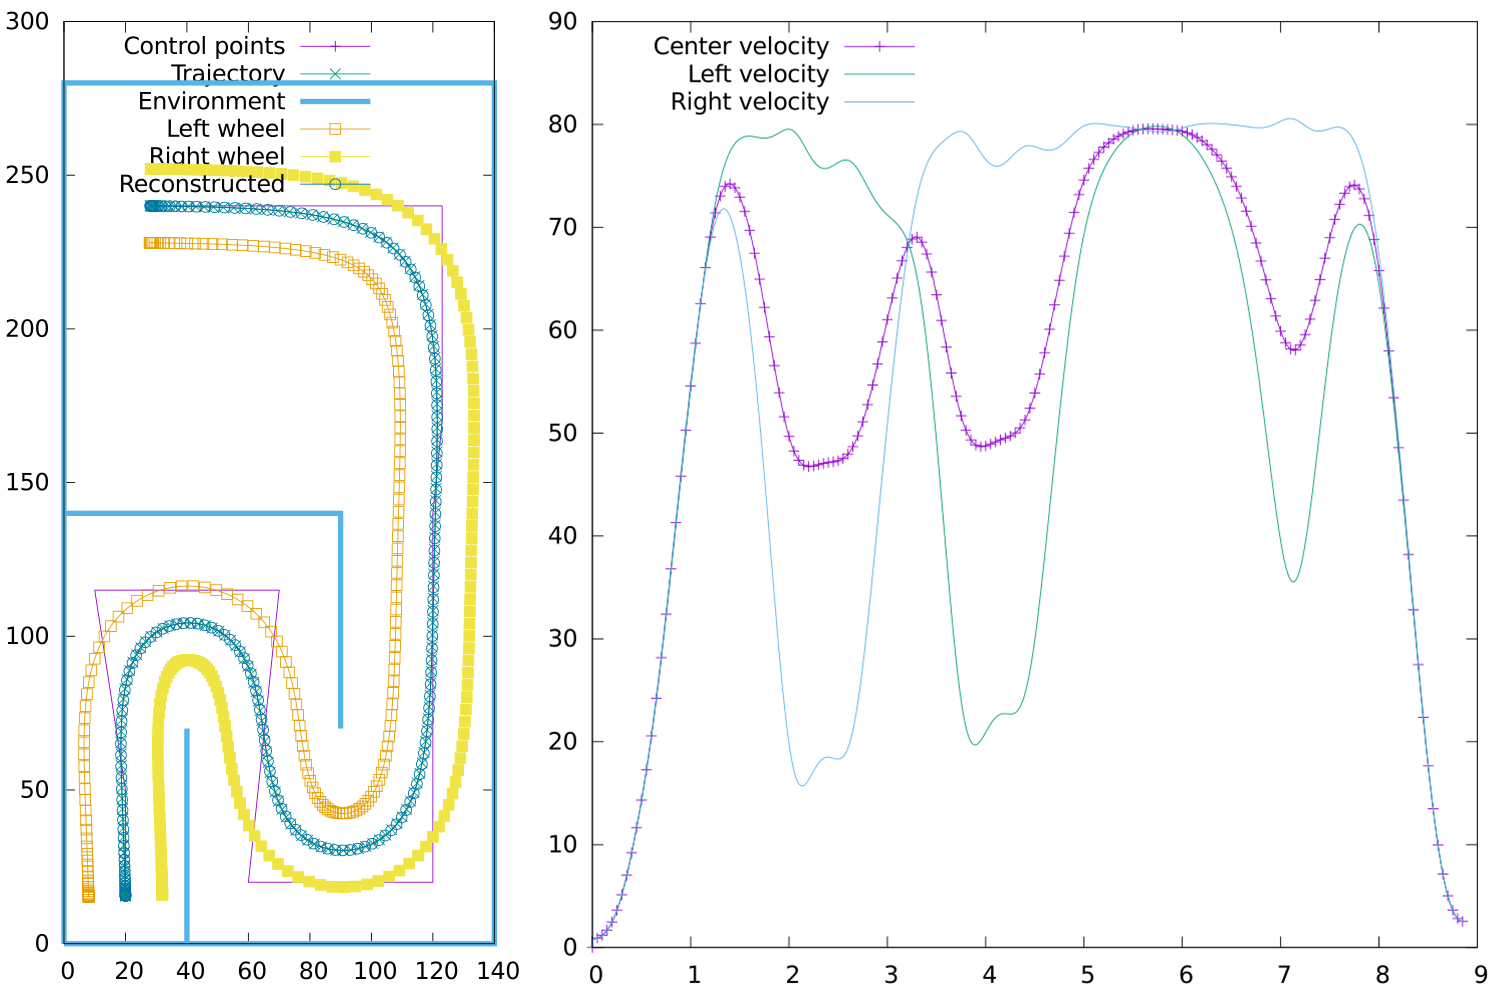 300
250
200
150
100
50
0
0 20 40 60 80 100 120 140
Control points
Trajectory
Environment
Left wheel
Right wheel
Reconstructed
90
80
70
60
50
40
30
20
10
0
0 1 2 3 4 5 6 7 8 9
Center velocity
Left velocity
Right velocity